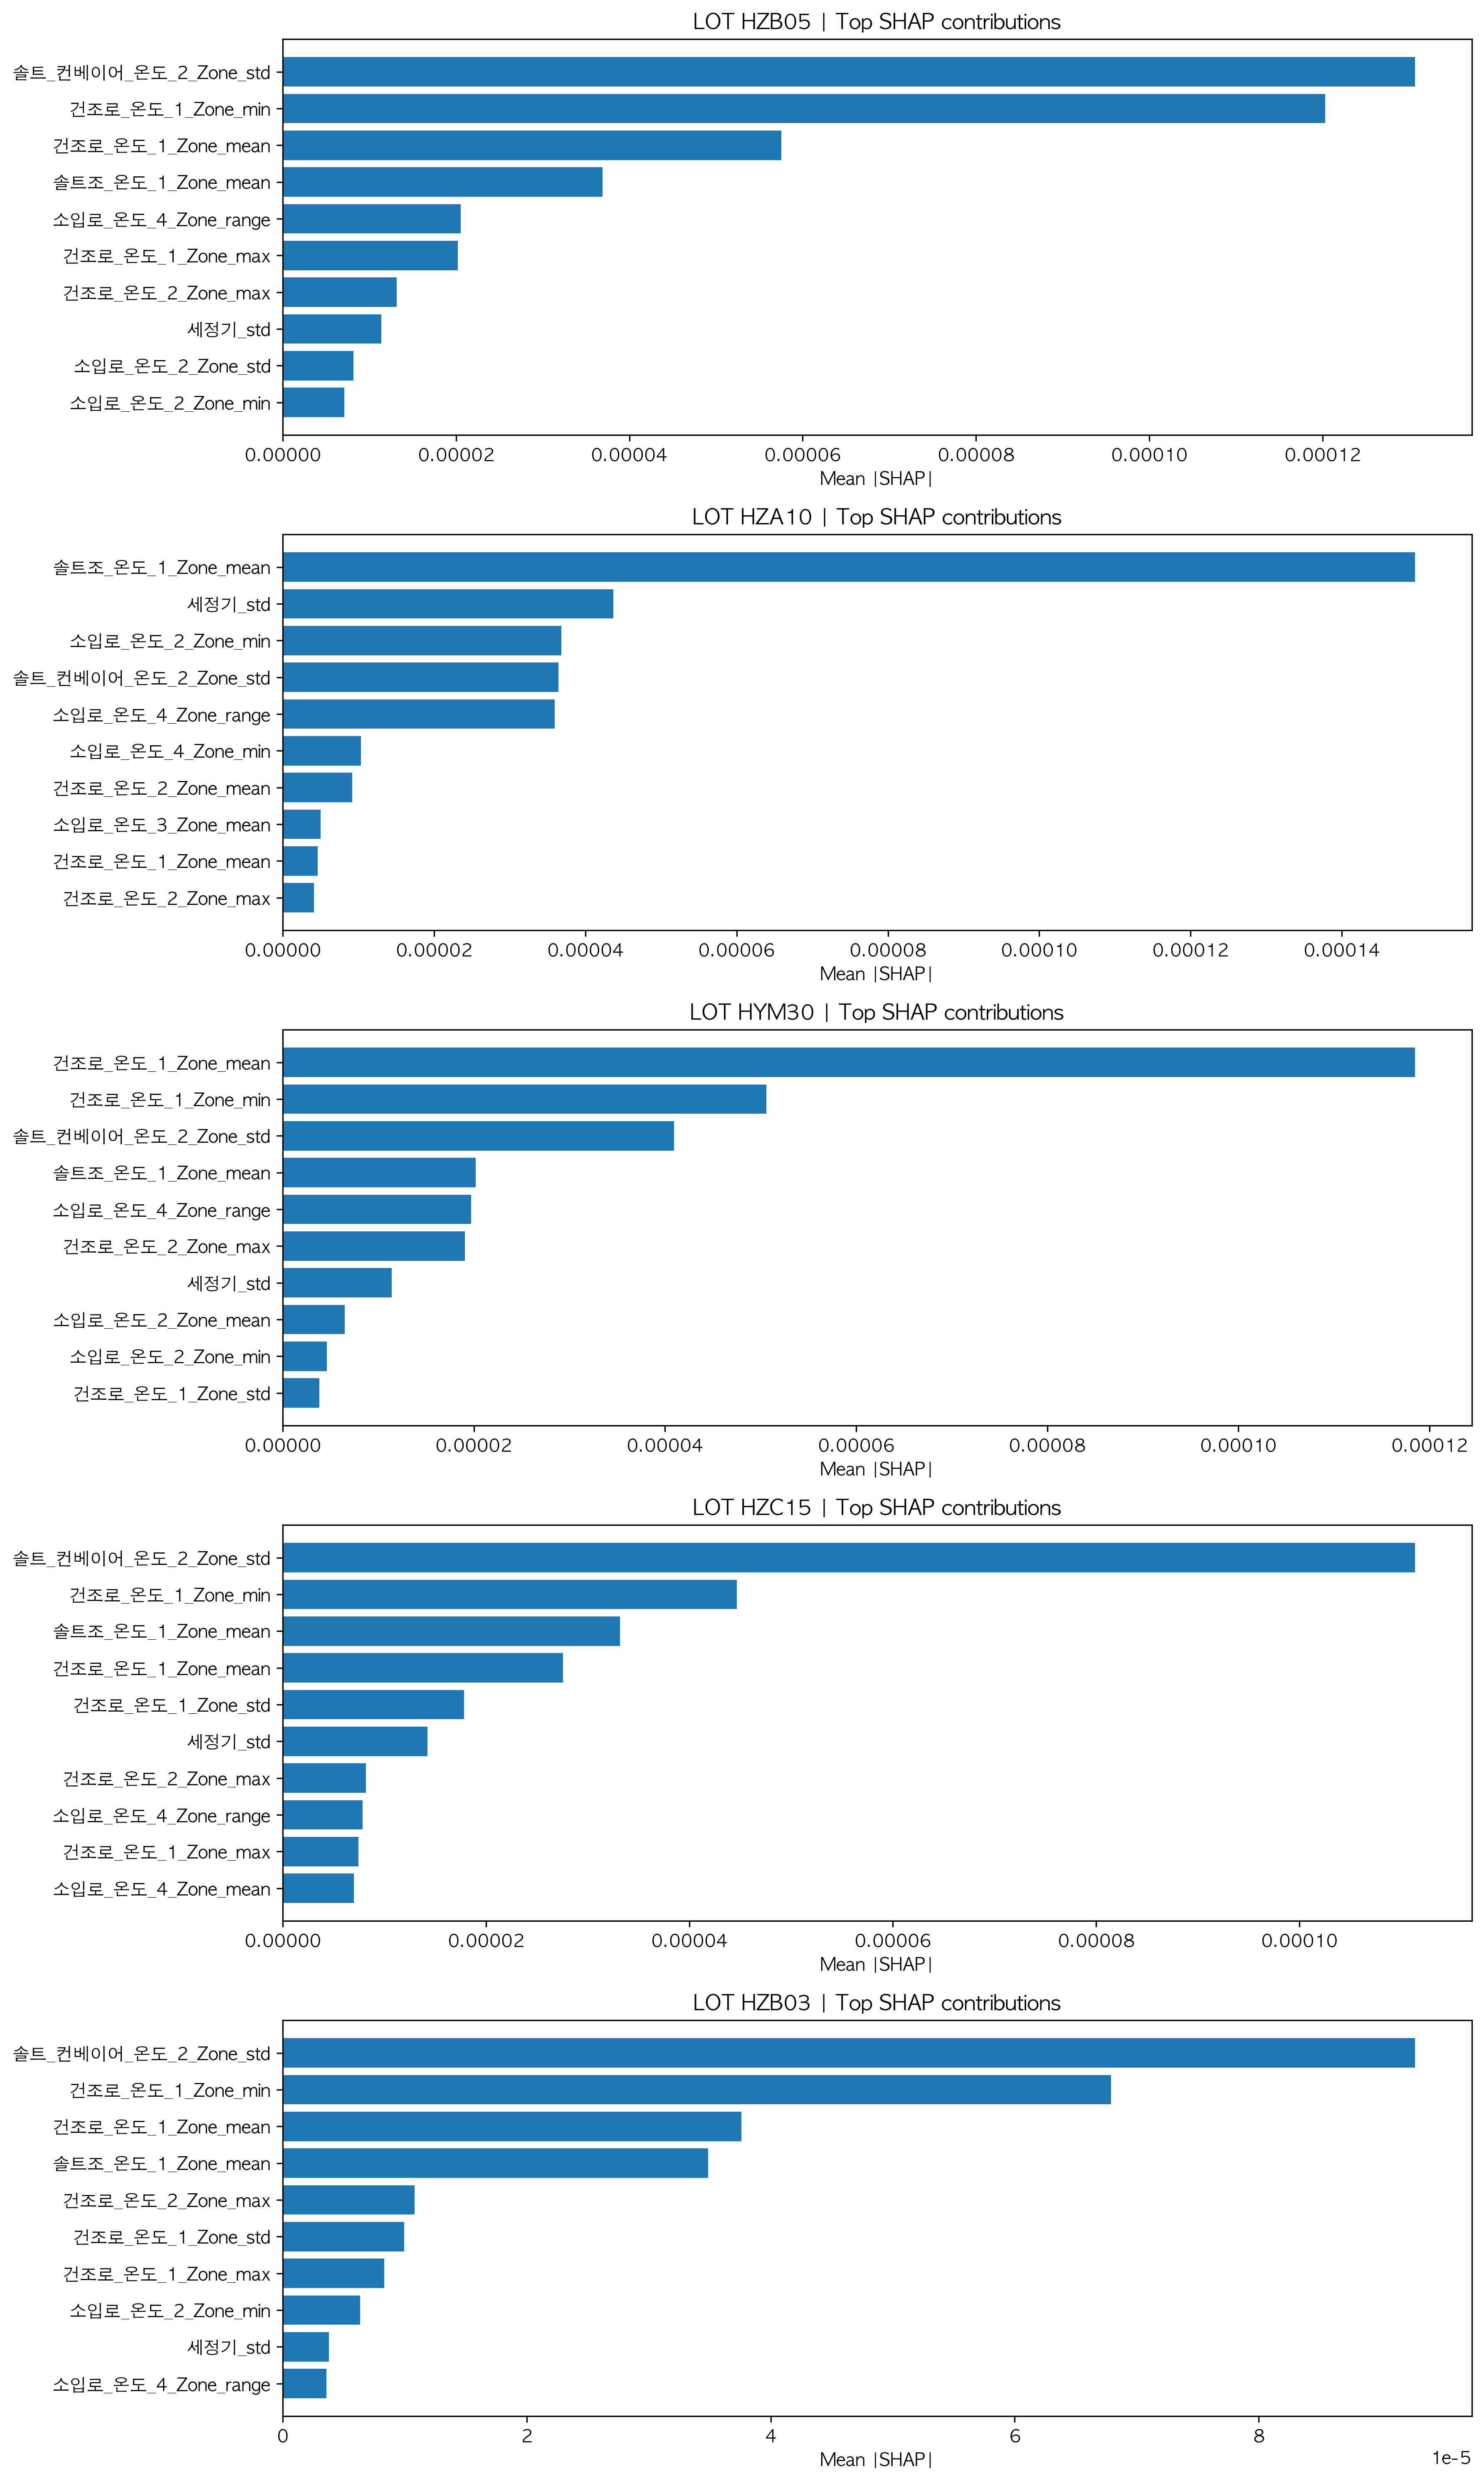 LOT HZB05 | Top SHAP contributions
솔트_컨베이어_온도_2_Zone_std
건조로_온도_1_Zone_min
건조로_온도_1_Zone_mean
솔트조_온도_1_Zone_mean
소입로_온도_4_Zone_range
건조로_온도_1_Zone_max
건조로_온도_2_Zone_max
세정기_std
소입로_온도_2_Zone_std
소입로_온도_2_Zone_min
0.00000 0.00002 0.00004 0.00006 0.00008 0.00010 0.00012
Mean |SHAP|
LOT HZA10 | Top SHAP contributions
솔트조_온도_1_Zone_mean
세정기_std
소입로_온도_2_Zone_min
솔트_컨베이어_온도_2_Zone_std
소입로_온도_4_Zone_range
소입로_온도_4_Zone_min
건조로_온도_2_Zone_mean
소입로_온도_3_Zone_mean
건조로_온도_1_Zone_mean
건조로_온도_2_Zone_max
0.00000 0.00002 0.00004 0.00006 0.00008 0.00010 0.00012 0.00014
Mean |SHAP|
LOT HYM30 | Top SHAP contributions
건조로_온도_1_Zone_mean
건조로_온도_1_Zone_min
솔트_컨베이어_온도_2_Zone_std
솔트조_온도_1_Zone_mean
소입로_온도_4_Zone_range
건조로_온도_2_Zone_max
세정기_std
소입로_온도_2_Zone_mean
소입로_온도_2_Zone_min
건조로_온도_1_Zone_std
0.00000 0.00002 0.00004 0.00006 0.00008 0.00010 0.00012
Mean |SHAP|
LOT HZC15 | Top SHAP contributions
솔트_컨베이어_온도_2_Zone_std
건조로_온도_1_Zone_min
솔트조_온도_1_Zone_mean
건조로_온도_1_Zone_mean
건조로_온도_1_Zone_std
세정기_std
건조로_온도_2_Zone_max
소입로_온도_4_Zone_range
건조로_온도_1_Zone_max
소입로_온도_4_Zone_mean
0.00000 0.00002 0.00004 0.00006 0.00008 0.00010
Mean |SHAP|
LOT HZB03 | Top SHAP contributions
솔트_컨베이어_온도_2_Zone_std
건조로_온도_1_Zone_min
건조로_온도_1_Zone_mean
솔트조_온도_1_Zone_mean
건조로_온도_2_Zone_max
건조로_온도_1_Zone_std
건조로_온도_1_Zone_max
소입로_온도_2_Zone_min
세정기_std
소입로_온도_4_Zone_range
0 2 4 6 8
Mean |SHAP| 1e-5